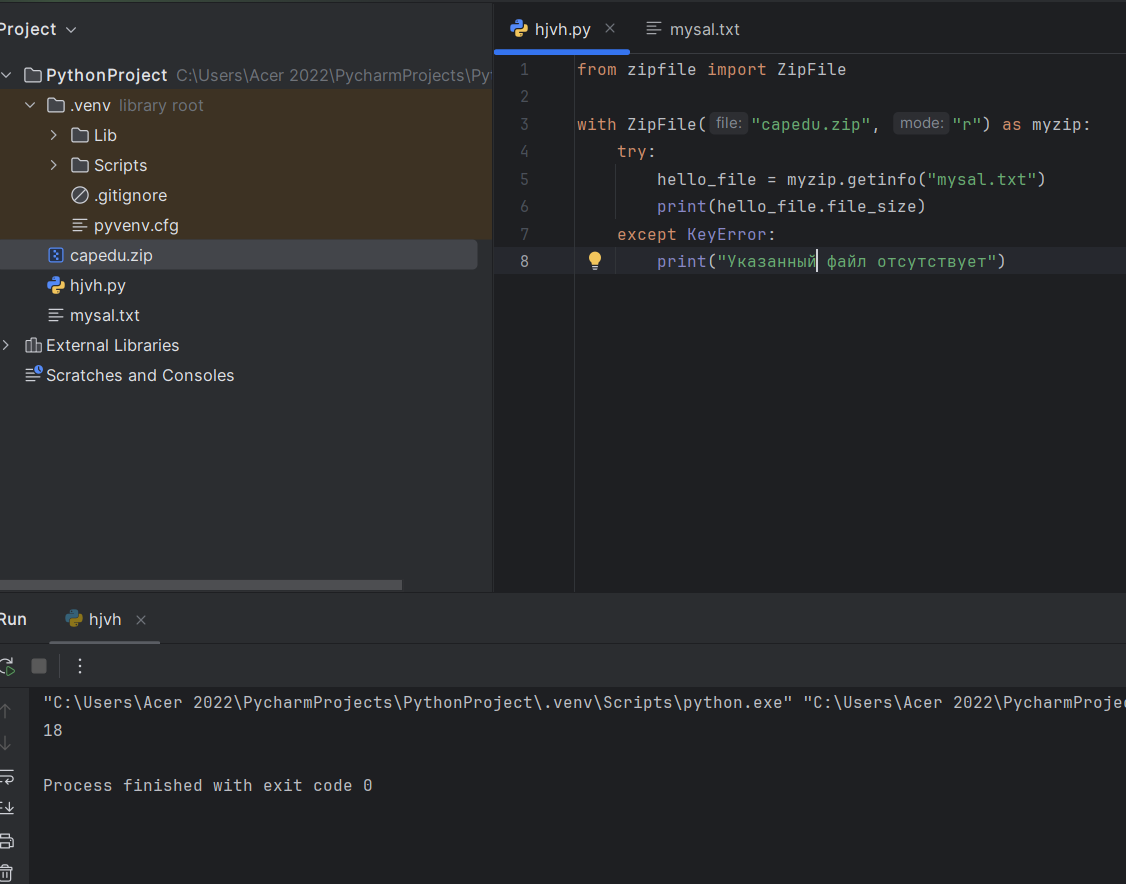 Project
hjvh.py
mysal.txt
PythonProject C:\Users\Acer 2022\PycharmProjects\Py
.venv library root
Lib
Scripts
.gitignore
pyvenv.cfg
capedu.zip
hjvh.py
mysal.txt
External Libraries
Scratches and Consoles
1 from zipfile import ZipFile
2
3 with ZipFile( file: "capedu.zip", mode: "r") as myzip:
4 try:
5 hello_file = myzip.getinfo("mysal.txt")
6 print(hello_file.file_size)
7 except KeyError:
8 print("Указанный файл отсутствует")
Run
hjvh
"C:\Users\Acer 2022\PycharmProjects\PythonProject\.venv\Scripts\python.exe" "C:\Users\Acer 2022\PycharmProjec
18
Process finished with exit code 0